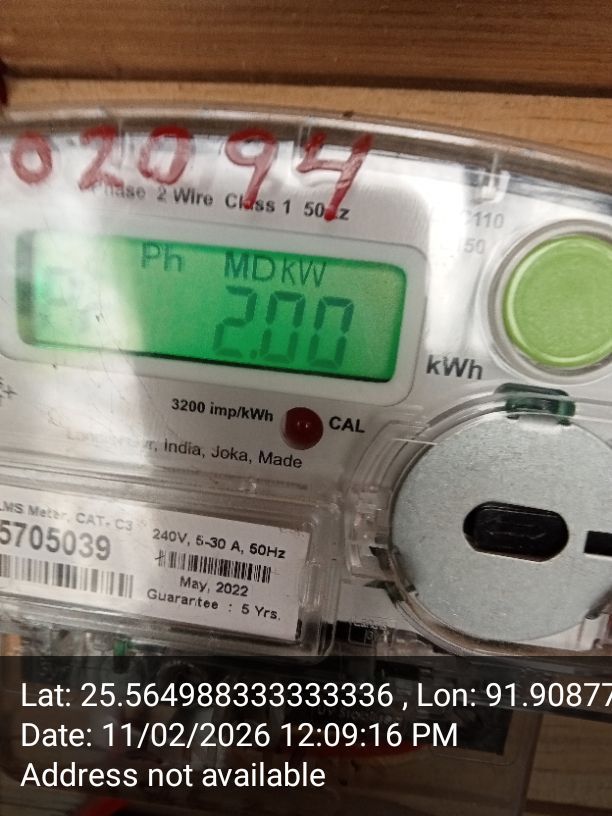 02094
Phase 2 Wire Class 1 50Hz
Ph MD KW
2.00
kWh
3200 imp/kWh
CAL
India, Joka, Made
LMS Meter, CAT- C3
5705039
240V, 5-30 A, 50Hz
May, 2022
Guarantee : 5 Yrs.
Lat: 25.564988333333336 , Lon: 91.90877
Date: 11/02/2026 12:09:16 PM
Address not available